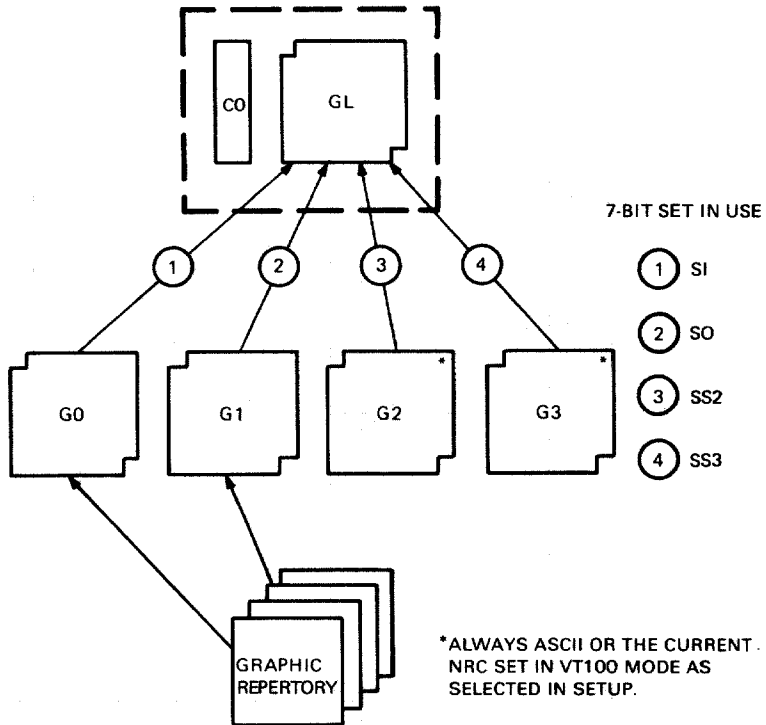 C0
GL
7-BIT SET IN USE
1
2
3
4
1 SI
2 SO
3 SS2
4 SS3
G0
G1
G2
*
G3
*
GRAPHIC
REPERTORY
*ALWAYS ASCII OR THE CURRENT
NRC SET IN VT100 MODE AS
SELECTED IN SETUP.